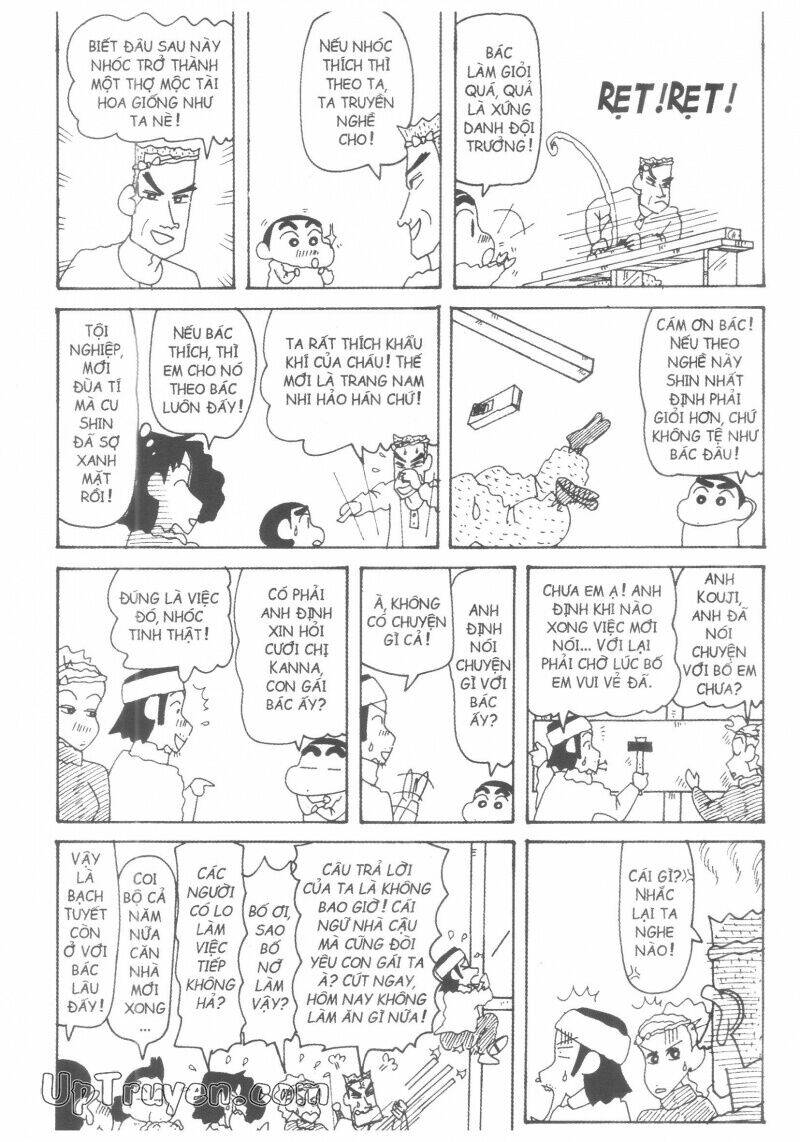 BÁC
LÀM GIỎI
QUÁ, QUẢ
LÀ XỨNG
DANH ĐỘI
TRƯỞNG!
RẸT!RẸT!
NẾU NHÓC
THÍCH THÌ
THEO TA,
TA TRUYỀN
NGHỀ
CHO!
BIẾT ĐÂU SAU NÀY
NHÓC TRỞ THÀNH
MỘT THỢ MỘC TÀI
HOA GIỐNG NHƯ
TA NÈ!
CÁM ƠN BÁC!
NẾU THEO
NGHỀ NÀY
SHIN NHẤT
ĐỊNH PHẢI
GIỎI HƠN, CHỨ
KHÔNG TỆ NHƯ
BÁC ĐÂU!
TA RẤT THÍCH KHẨU
KHÍ CỦA CHÁU! THẾ
MỚI LÀ TRANG NAM
NHI HẢO HÁN CHỨ!
NẾU BÁC
THÍCH, THÌ
EM CHO NÓ
THEO BÁC
LUÔN ĐẤY!
TỘI
NGHIỆP,
MỚI
ĐÙA TÍ
MÀ CU
SHIN
ĐÃ SỢ
XANH
MẶT
RỒI!
ANH
KOUJI,
ANH ĐÃ
NÓI
CHUYỆN
VỚI BỐ EM
CHƯA?
CHƯA EM Ạ! ANH
ĐỊNH KHI NÀO
XONG VIỆC MỚI
NÓI... VỚI LẠI
PHẢI CHỜ LÚC BỐ
EM VUI VẺ ĐÃ.
ANH
ĐỊNH
NÓI
CHUYỆN
GÌ VỚI
BÁC
ẤY?
À, KHÔNG
CÓ CHUYỆN
GÌ CẢ!
CÓ PHẢI
ANH ĐỊNH
XIN HỎI
CƯỚI CHỊ
KANNA,
CON GÁI
BÁC ẤY?
ĐÚNG LÀ VIỆC
ĐÓ, NHÓC
TINH THẬT!
CÁI GÌ?
NHẮC
LẠI TA
NGHE
NÀO!
CÂU TRẢ LỜI
CỦA TA LÀ KHÔNG
BAO GIỜ! CÁI
NGỮ NHÀ CẬU
MÀ CŨNG ĐÒI
YÊU CON GÁI TA
À? CÚT NGAY,
HÔM NAY KHÔNG
LÀM ĂN GÌ NỮA!
BỐ ƠI,
SAO
BỐ
NỠ
LÀM
VẬY?
CÁC
NGƯỜI
CÓ LO
LÀM
VIỆC
TIẾP
KHÔNG
HẢ?
COI
BỘ CẢ
NĂM
NỮA
CĂN
NHÀ
MỚI
XONG
...
VẬY
LÀ
BẠCH
TUYẾT
CÒN
Ở VỚI
BÁC
LÂU
ĐẤY!
UpTruyen.com